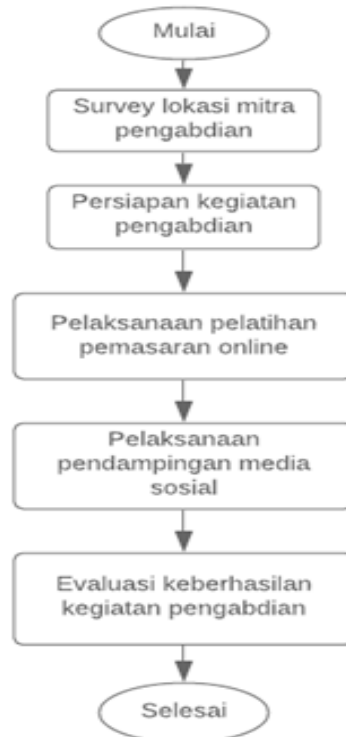 Mulai
Survey lokasi mitra
pengabdian
Persiapan kegiatan
pengabdian
Pelaksanaan pelatihan
pemasaran online
Pelaksanaan
pendampingan media
sosial
Evaluasi keberhasilan
kegiatan pengabdian
Selesai